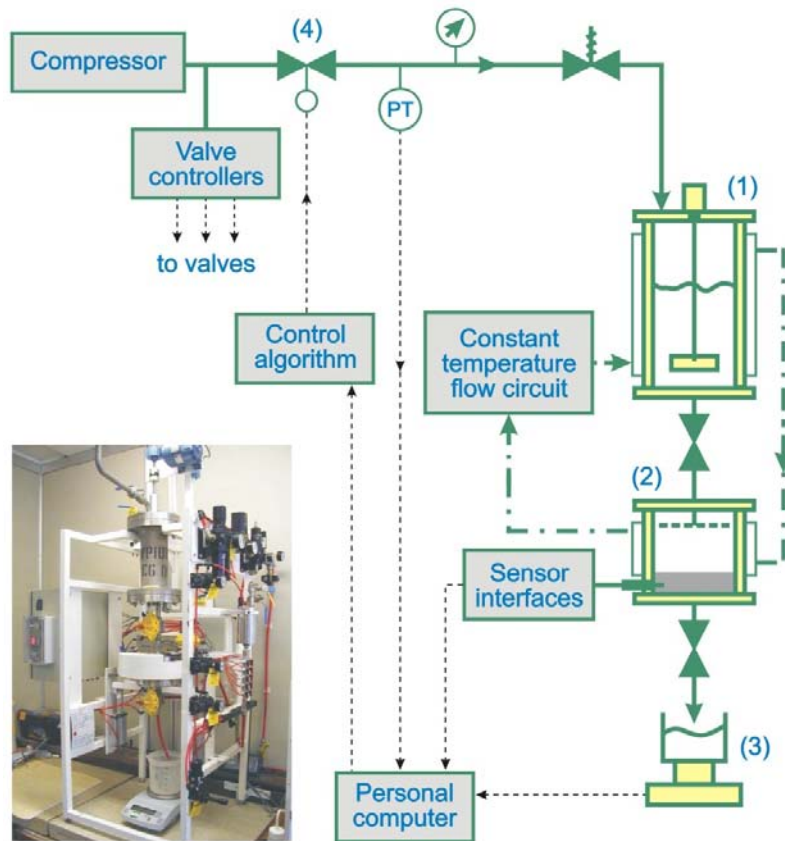 (4)
Compressor
PT
Valve
controllers
(1)
to valves
Control
algorithm
Constant
temperature
flow circuit
(2)
Sensor
interfaces
(3)
Personal
computer